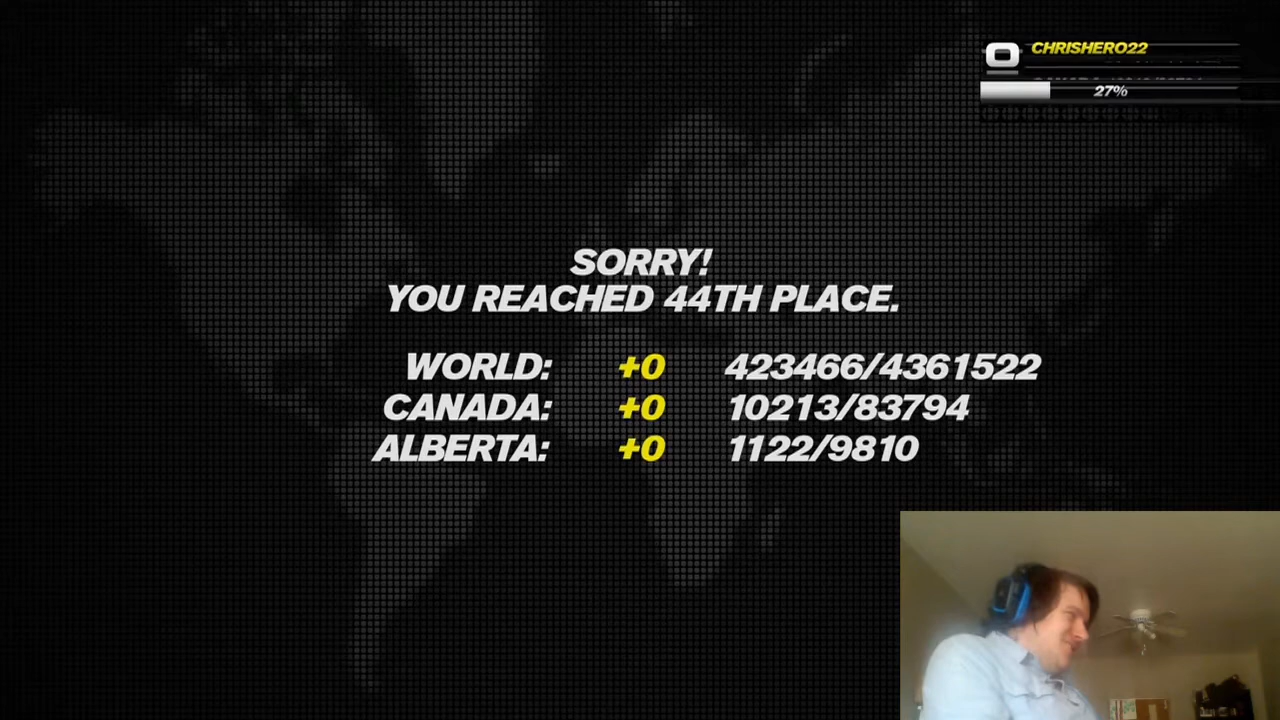 CHRISHERO22
27%
SORRY!
YOU REACHED 44TH PLACE.
WORLD: +0 423466/4361522
CANADA: +0 10213/83794
ALBERTA: +0 1122/9810